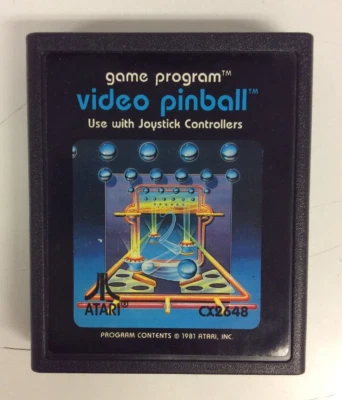 game program™
video pinball™
Use with Joystick Controllers
ATARI® CX2648
PROGRAM CONTENTS © 1981 ATARI, INC.